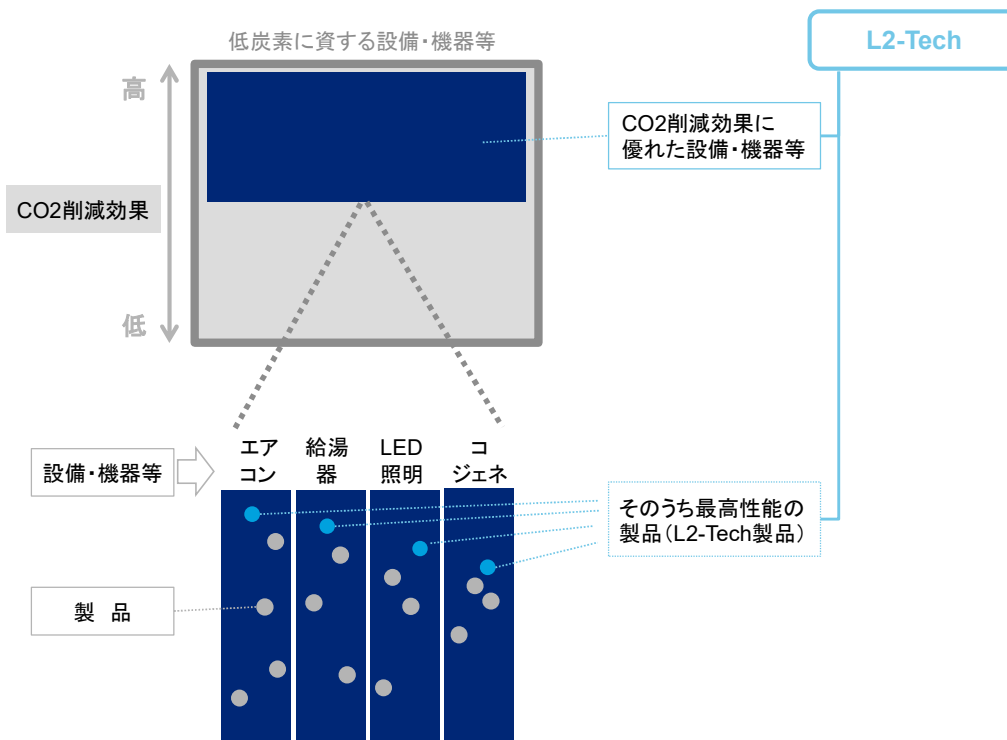 低炭素に資する設備・機器等
L2-Tech
高
CO2削減効果に
優れた設備・機器等
CO2削減効果
低
設備・機器等
エア
コン
給湯
器
LED
照明
コ
ジェネ
そのうち最高性能の
製品(L2-Tech製品)
製 品